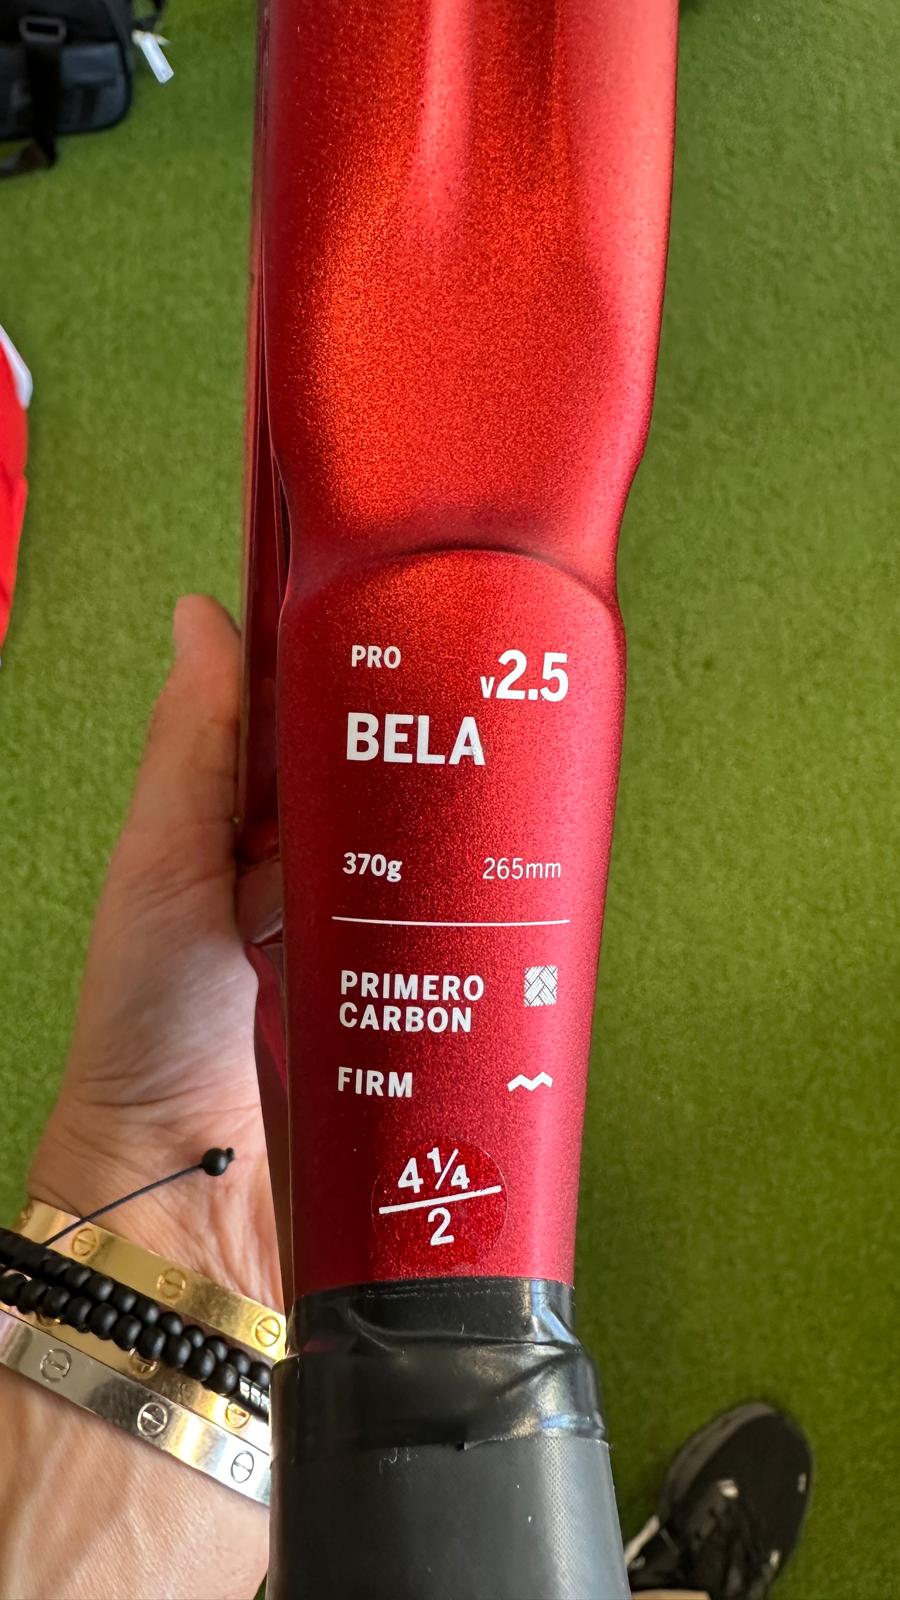 PRO
v2.5
BELA
370g 265mm
PRIMERO
CARBON
FIRM
4 1/4
2